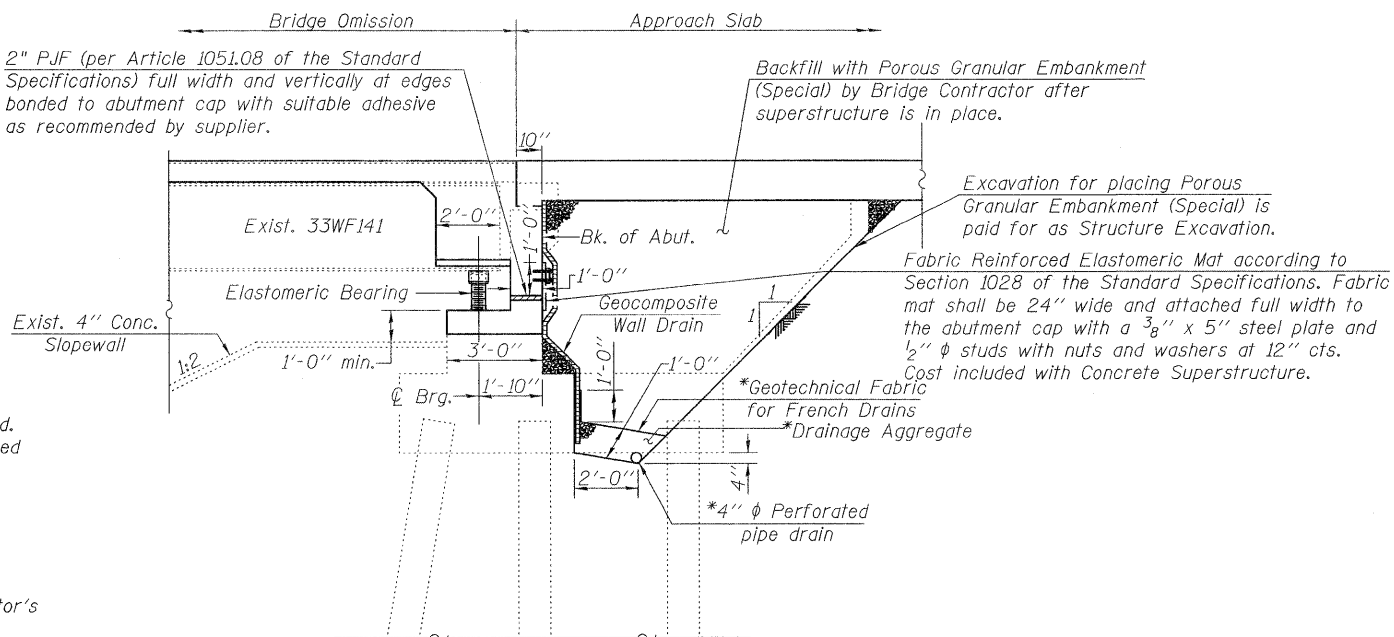 Bridge Omission
Approach Slab
2" PJF (per Article 1051.08 of the Standard
Specifications) full width and vertically at edges
bonded to abutment cap with suitable adhesive
as recommended by supplier.
Backfill with Porous Granular Embankment
(Special) by Bridge Contractor after
superstructure is in place.
10"
Excavation for placing Porous
Granular Embankment (Special) is
paid for as Structure Excavation.
Exist. 33WF141
2'-0"
1'-0"
Bk. of Abut.
1'-0"
Fabric Reinforced Elastomeric Mat according to
Section 1028 of the Standard Specifications. Fabric
mat shall be 24" wide and attached full width to
the abutment cap with a 3/8" x 5" steel plate and
1/2" ϕ studs with nuts and washers at 12" cts.
Cost included with Concrete Superstructure.
Elastomeric Bearing
Geocomposite
Wall Drain
1
1
Exist. 4" Conc.
Slopewall
1:2
1'-0" min.
3'-0"
1'-0"
1'-0"
℄ Brg.
1'-10"
*Geotechnical Fabric
for French Drains
*Drainage Aggregate
2'-0"
4"
*4" ϕ Perforated
pipe drain
d.
ed
tor's